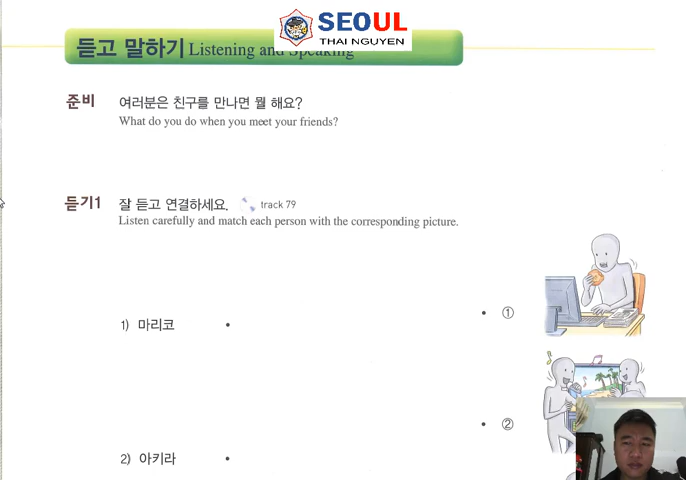 SEOUL
THAI NGUYEN
듣고 말하기 Listening and Speaking
준비 여러분은 친구를 만나면 뭘 해요?
What do you do when you meet your friends?
듣기1 잘 듣고 연결하세요. track 79
Listen carefully and match each person with the corresponding picture.
• ①
1) 마리코 •
• ②
2) 아키라 •